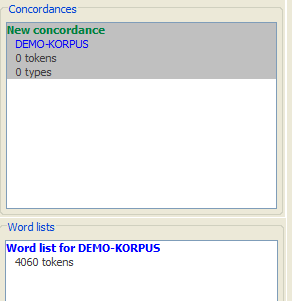 Concordances
New concordance
DEMO-KORPUS
0 tokens
0 types
Word lists
Word list for DEMO-KORPUS
4060 tokens